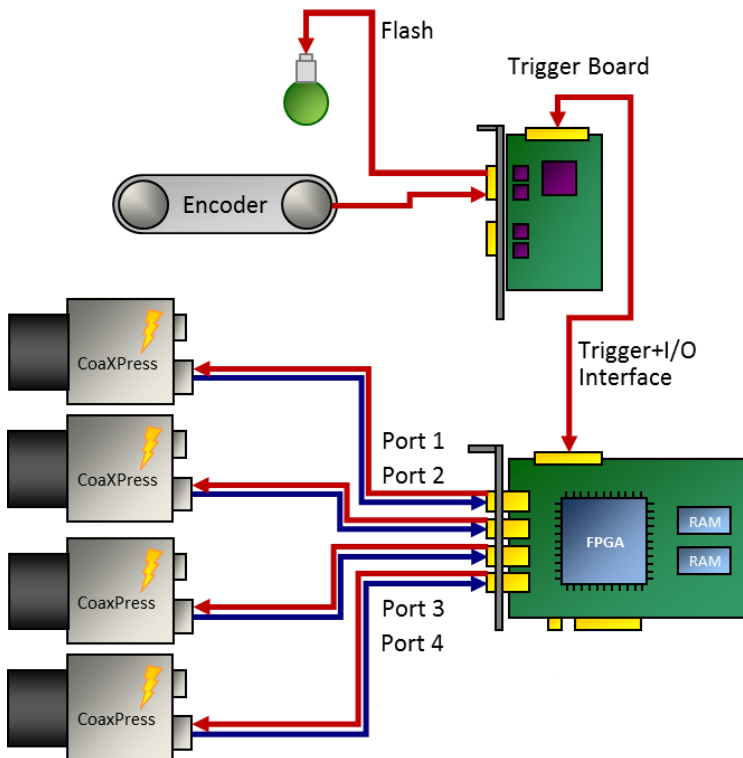 Flash
Trigger Board
Encoder
Trigger+I/O
Interface
CoaXPress
Port 1
CoaXPress
Port 2
FPGA
RAM
RAM
CoaxPress
Port 3
Port 4
CoaxPress